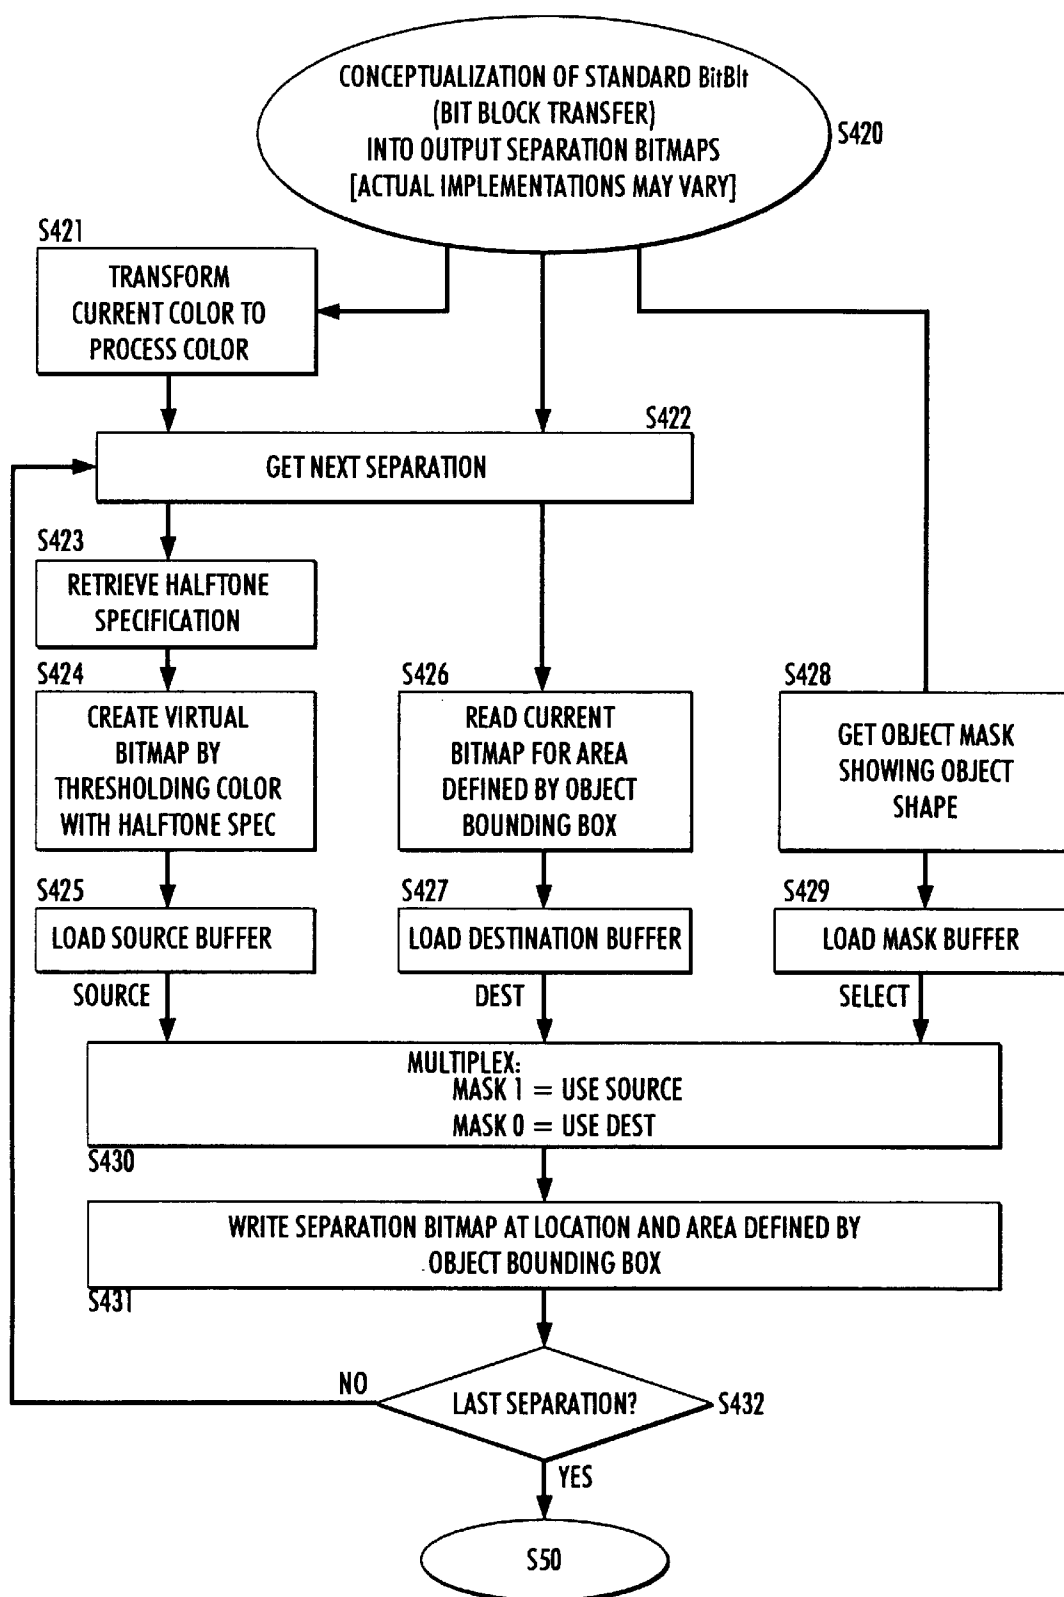 CONCEPTUALIZATION OF STANDARD BitBlt
(BIT BLOCK TRANSFER)
INTO OUTPUT SEPARATION BITMAPS
[ACTUAL IMPLEMENTATIONS MAY VARY]
S420
S421
TRANSFORM
CURRENT COLOR TO
PROCESS COLOR
S422
GET NEXT SEPARATION
S423
RETRIEVE HALFTONE
SPECIFICATION
S424
CREATE VIRTUAL
BITMAP BY
THRESHOLDING COLOR
WITH HALFTONE SPEC
S426
READ CURRENT
BITMAP FOR AREA
DEFINED BY OBJECT
BOUNDING BOX
S428
GET OBJECT MASK
SHOWING OBJECT
SHAPE
S425
LOAD SOURCE BUFFER
S427
LOAD DESTINATION BUFFER
S429
LOAD MASK BUFFER
SOURCE
DEST
SELECT
MULTIPLEX:
MASK 1 = USE SOURCE
MASK 0 = USE DEST
S430
WRITE SEPARATION BITMAP AT LOCATION AND AREA DEFINED BY
OBJECT BOUNDING BOX
S431
NO
LAST SEPARATION?
S432
YES
S50